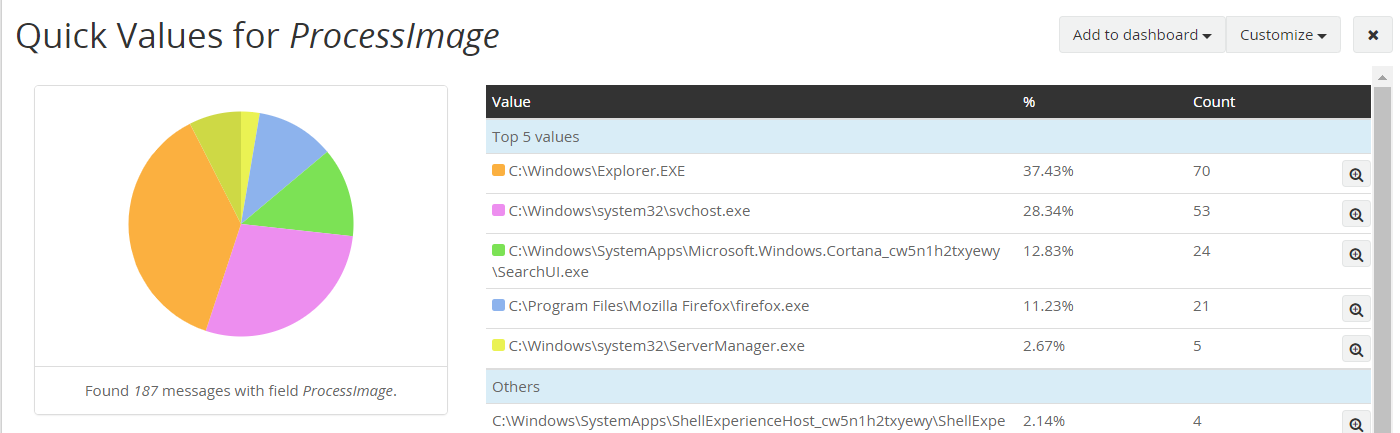 Quick Values for ProcessImage
Add to dashboard
Customize
Value % Count
Top 5 values
C:\Windows\Explorer.EXE 37.43% 70
C:\Windows\system32\svchost.exe 28.34% 53
C:\Windows\SystemApps\Microsoft.Windows.Cortana_cw5n1h2txyewy 12.83% 24
\SearchUI.exe
C:\Program Files\Mozilla Firefox\firefox.exe 11.23% 21
C:\Windows\system32\ServerManager.exe 2.67% 5
Others
C:\Windows\SystemApps\ShellExperienceHost_cw5n1h2txyewy\ShellExpe 2.14% 4
Found 187 messages with field ProcessImage.